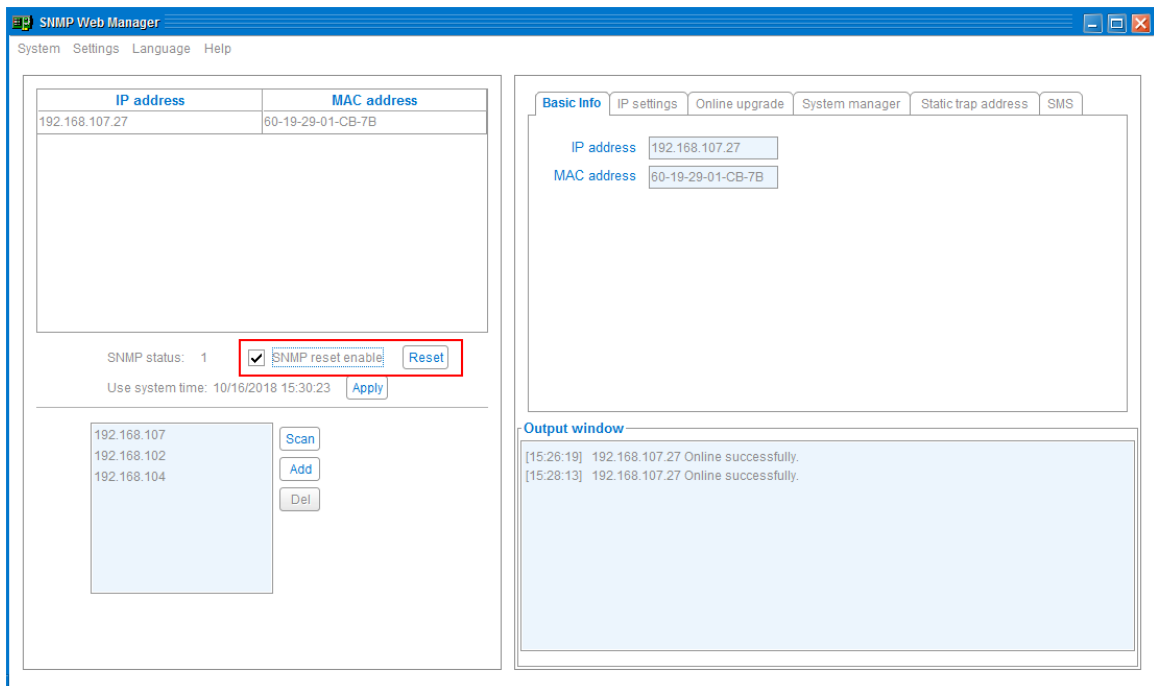 SNMP Web Manager
System Settings Language Help
IP address MAC address
192.168.107.27 60-19-29-01-CB-7B
SNMP status: 1 SNMP reset enable Reset
Use system time: 10/16/2018 15:30:23 Apply
192.168.107
192.168.102
192.168.104
Scan
Add
Del
Basic Info IP settings Online upgrade System manager Static trap address SMS
IP address 192.168.107.27
MAC address 60-19-29-01-CB-7B
Output window
[15:26:19] 192.168.107.27 Online successfully.
[15:28:13] 192.168.107.27 Online successfully.